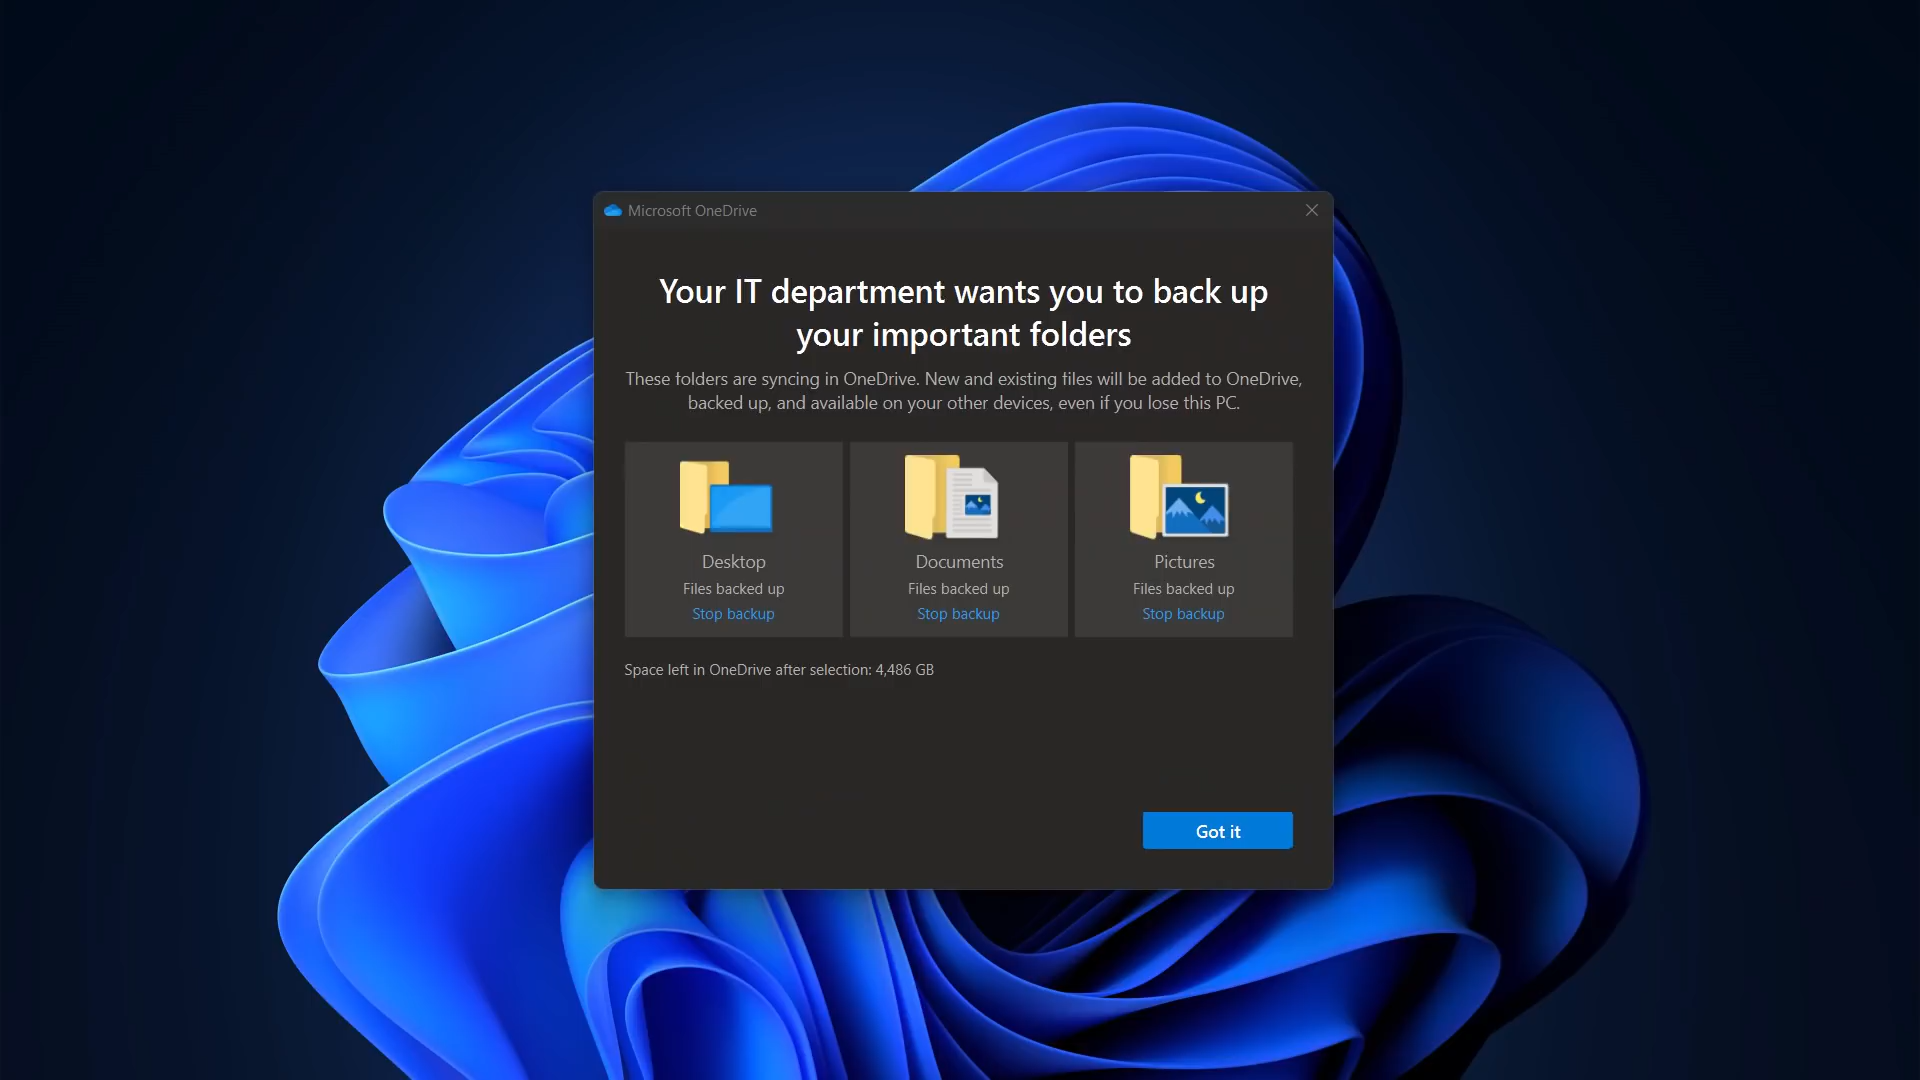 Microsoft OneDrive
Your IT department wants you to back up
your important folders
These folders are syncing in OneDrive. New and existing files will be added to OneDrive,
backed up, and available on your other devices, even if you lose this PC.
Desktop
Files backed up
Stop backup
Documents
Files backed up
Stop backup
Pictures
Files backed up
Stop backup
Space left in OneDrive after selection: 4,486 GB
Got it